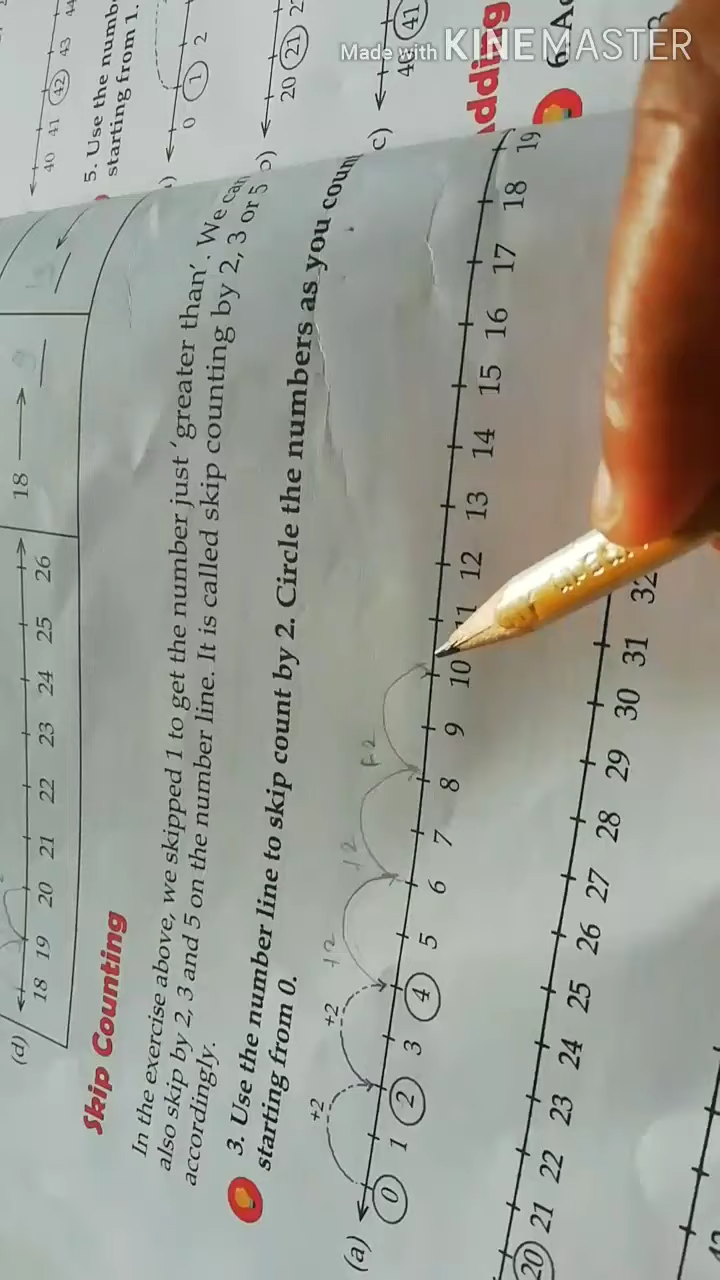 Made with KINEMASTER
(d)
18 19 20 21 22 23 24 25 26
18
Skip Counting
In the exercise above, we skipped 1 to get the number just 'greater than'. We can
also skip by 2, 3 and 5 on the number line. It is called skip counting by 2, 3 or 5
accordingly.
3. Use the number line to skip count by 2. Circle the numbers as you count
starting from 0.
+2 +2 +2 +2 +2
(a)
0 1 2 3 4 5 6 7 8 9 10 11 12 13 14 15 16 17 18 19
20 21 22 23 24 25 26 27 28 29 30 31 32
40 41 42 43 44
5. Use the numb
starting from 1.
0 1 2
20 21
c)
41
dding
6. A